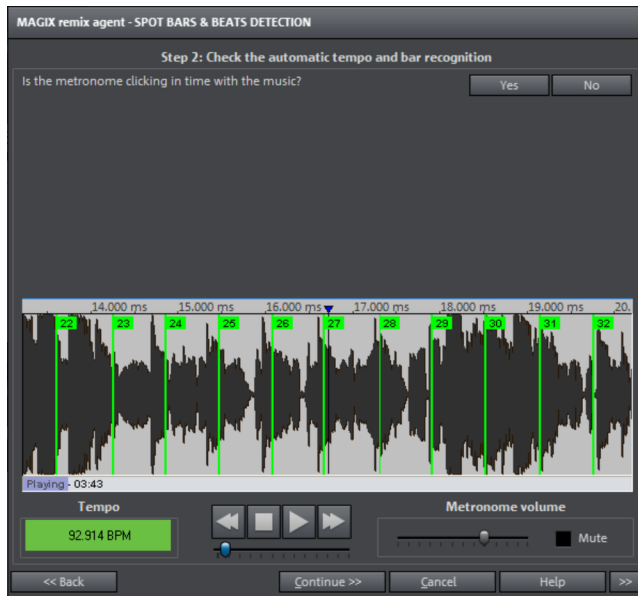 MAGIX remix agent - SPOT BARS & BEATS DETECTION
Step 2: Check the automatic tempo and bar recognition
Is the metronome clicking in time with the music?
Yes No
14.000 ms 15.000 ms 16.000 ms 17.000 ms 18.000 ms 19.000 ms 20.
22 23 24 25 26 27 28 29 30 31 32
Playing - 03:43
Tempo Metronome volume
92.914 BPM Mute
<< Back Continue >> Cancel Help >>